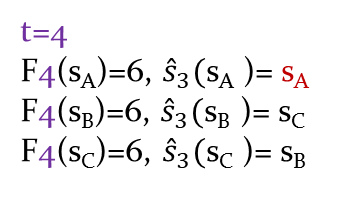 t=4
F4(sA)=6, ŝ3(sA )= sA
F4(sB)=6, ŝ3(sB )= sC
F4(sC)=6, ŝ3(sC )= sB